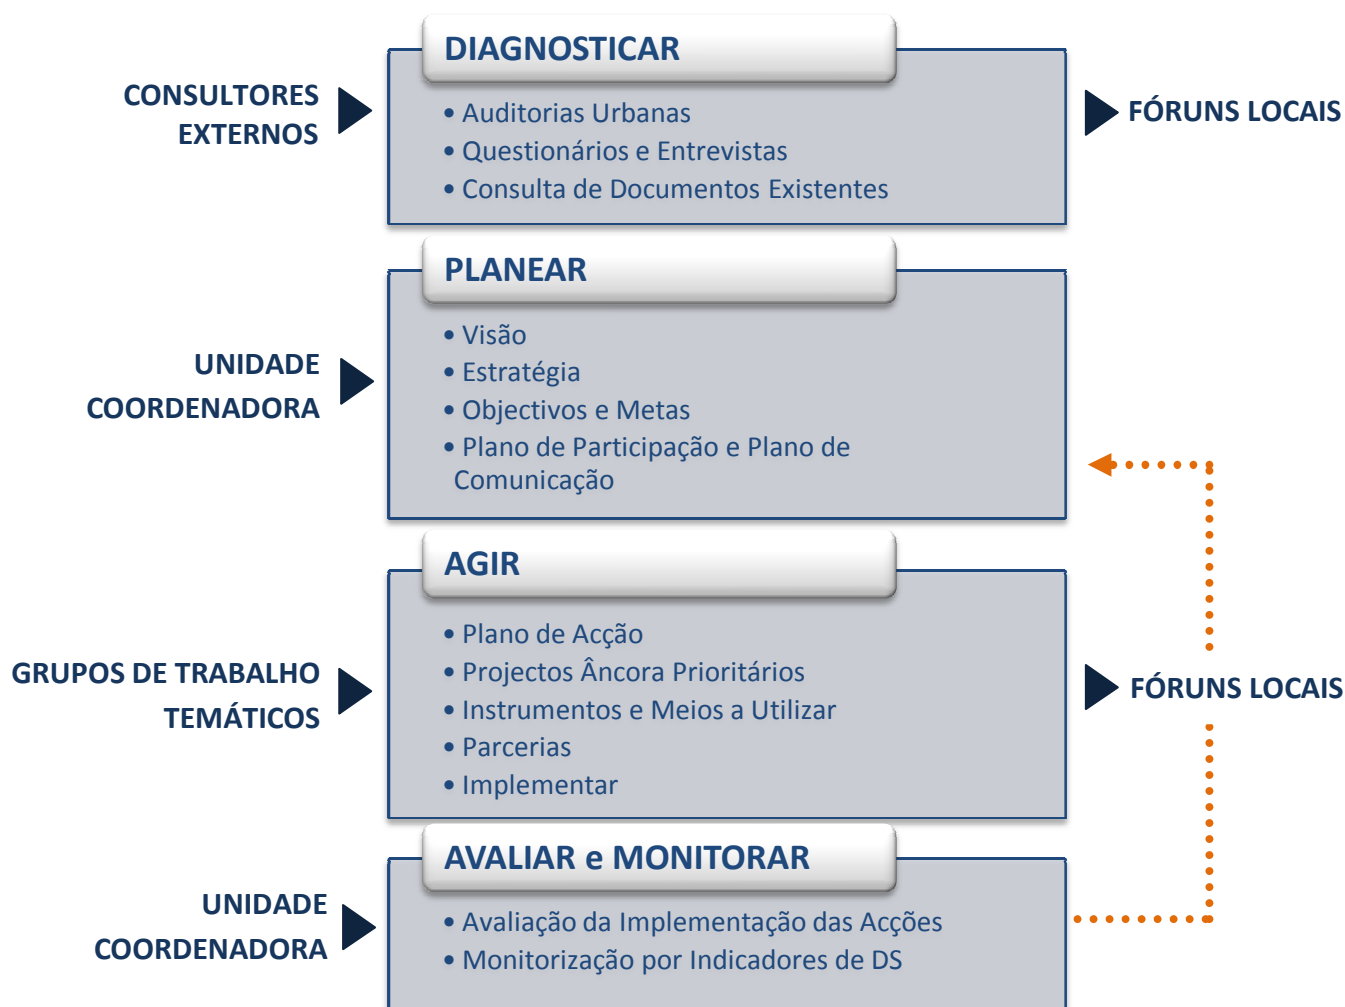 DIAGNOSTICAR
CONSULTORES
EXTERNOS
• Auditorias Urbanas
• Questionários e Entrevistas
• Consulta de Documentos Existentes
FÓRUNS LOCAIS
PLANEAR
UNIDADE
COORDENADORA
• Visão
• Estratégia
• Objectivos e Metas
• Plano de Participação e Plano de
Comunicação
AGIR
GRUPOS DE TRABALHO
TEMÁTICOS
• Plano de Acção
• Projectos Âncora Prioritários
• Instrumentos e Meios a Utilizar
• Parcerias
• Implementar
FÓRUNS LOCAIS
AVALIAR e MONITORAR
UNIDADE
COORDENADORA
• Avaliação da Implementação das Acções
• Monitorização por Indicadores de DS